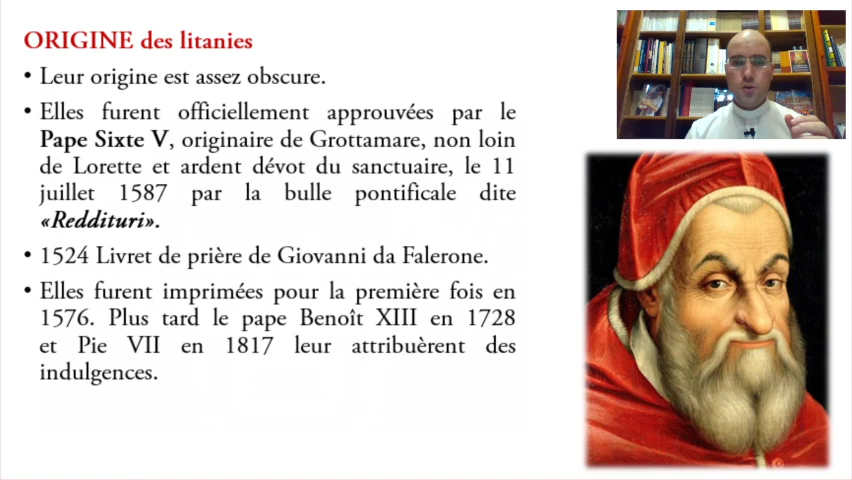 ORIGINE des litanies
• Leur origine est assez obscure.
• Elles furent officiellement approuvées par le
Pape Sixte V, originaire de Grottamare, non loin
de Lorette et ardent dévot du sanctuaire, le 11
juillet 1587 par la bulle pontificale dite
«Reddituri».
• 1524 Livret de prière de Giovanni da Falerone.
• Elles furent imprimées pour la première fois en
1576. Plus tard le pape Benoît XIII en 1728
et Pie VII en 1817 leur attribuèrent des
indulgences.